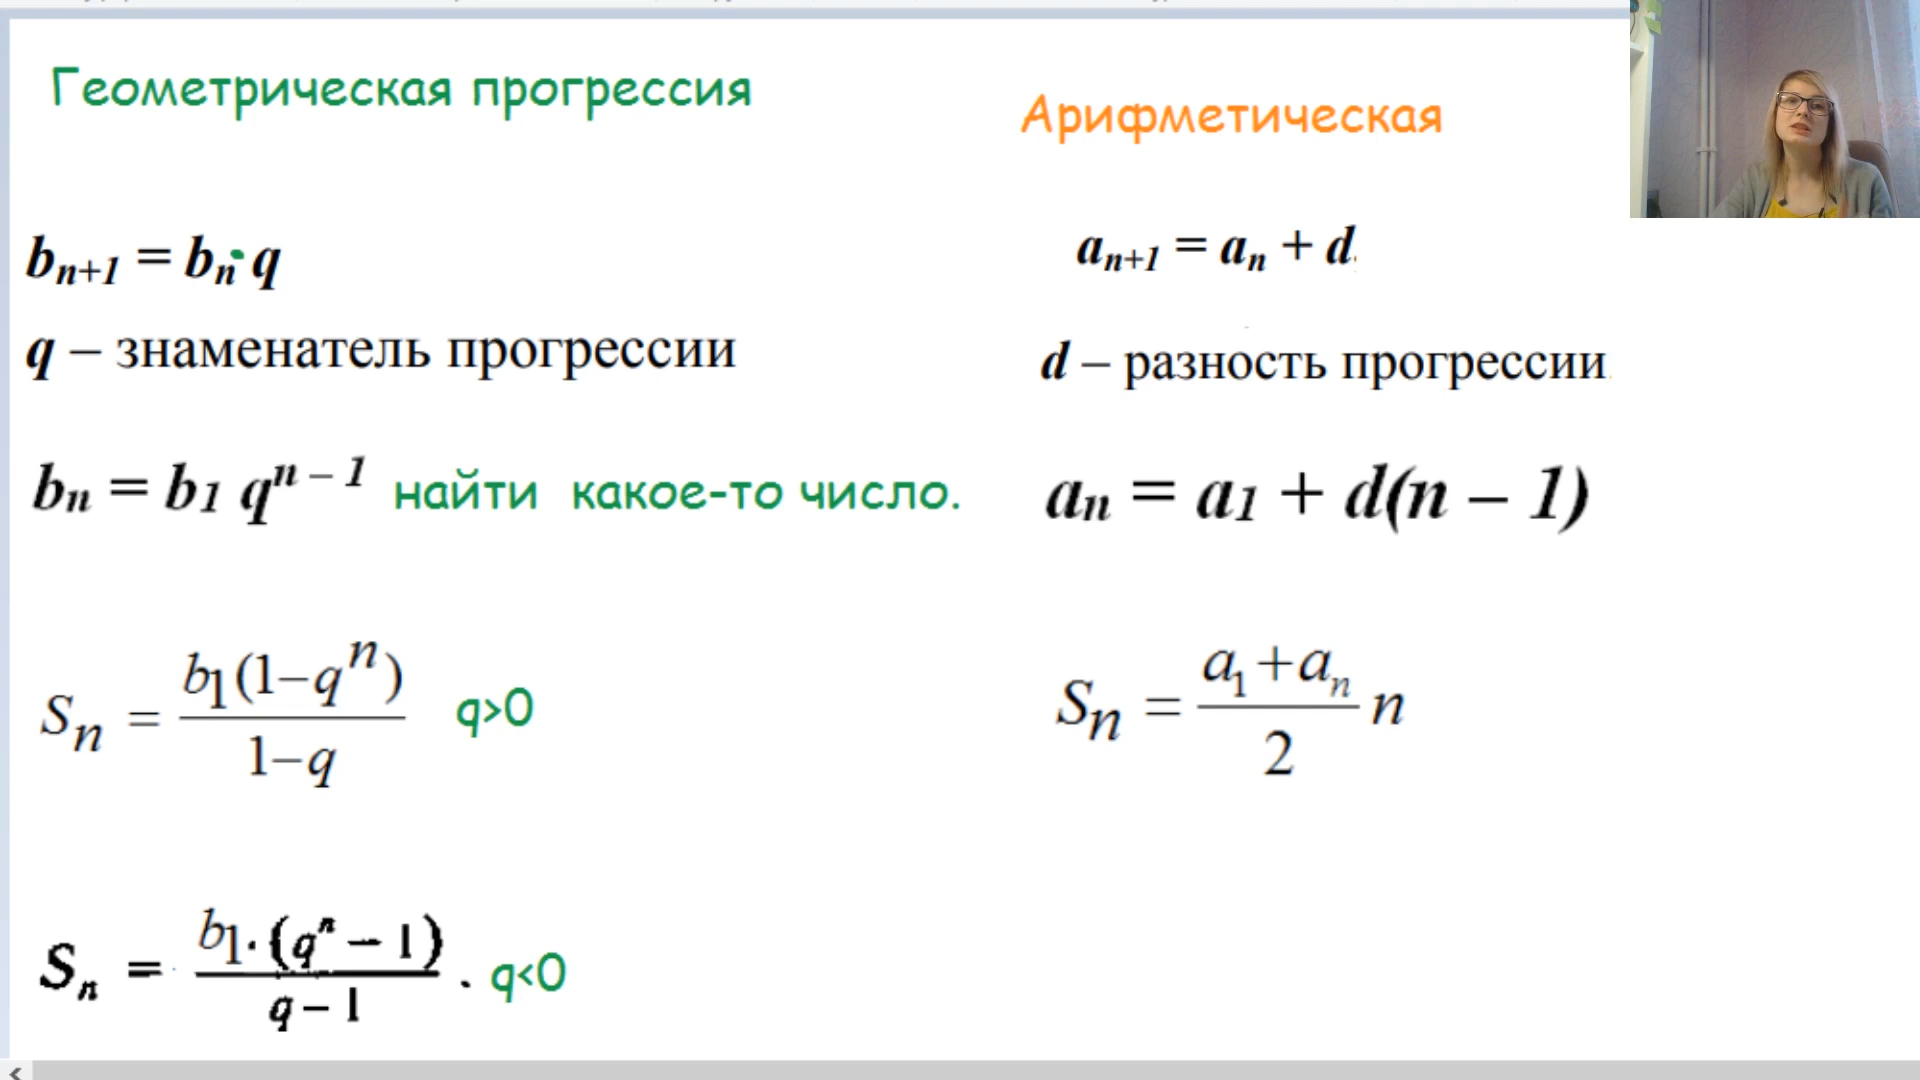 Геометрическая прогрессия
bn+1 = bn·q
q – знаменатель прогрессии
bn = b1 q^n – 1 найти какое-то число.
Sn = b1(1–q^n) / 1–q q>0
Sn = b1·(q^n – 1) / q – 1 . q<0
Арифметическая
an+1 = an + d
d – разность прогрессии
an = a1 + d(n – 1)
Sn = a1+an / 2 n